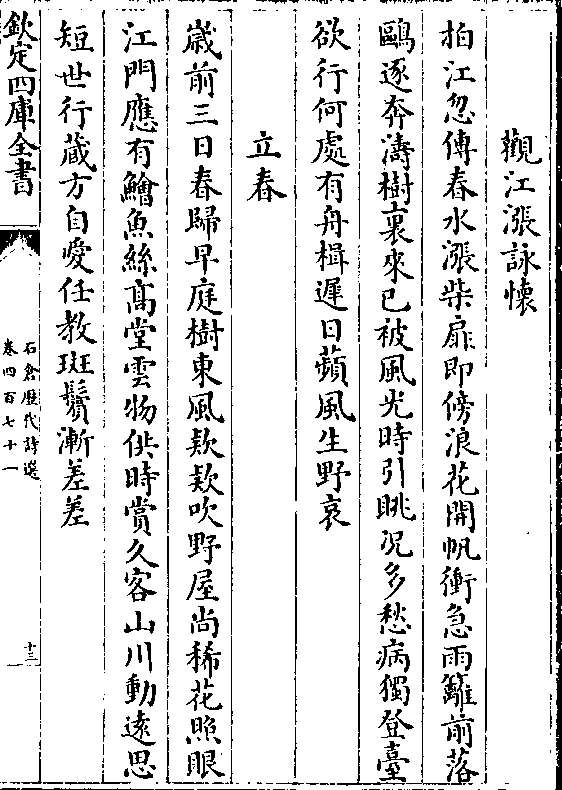 觀江漲詠懷
拍江忽傳春水漲柴扉即傍浪花開帆衝急雨籬前落
鷗逐奔濤樹裏來已被風光時引眺况多愁病獨登臺
欲行何處有舟楫遲日蘋風生野哀
立春
歲前三日春歸早庭樹東風欵欵吹野屋尚稀花照眼
江門應有鱠魚絲高堂雲物供時賞久客山川動遠思
短世行蔵方自愛任教斑鬢漸差差
欽定四庫全書
石倉歷代詩選
卷四百七十一
十三